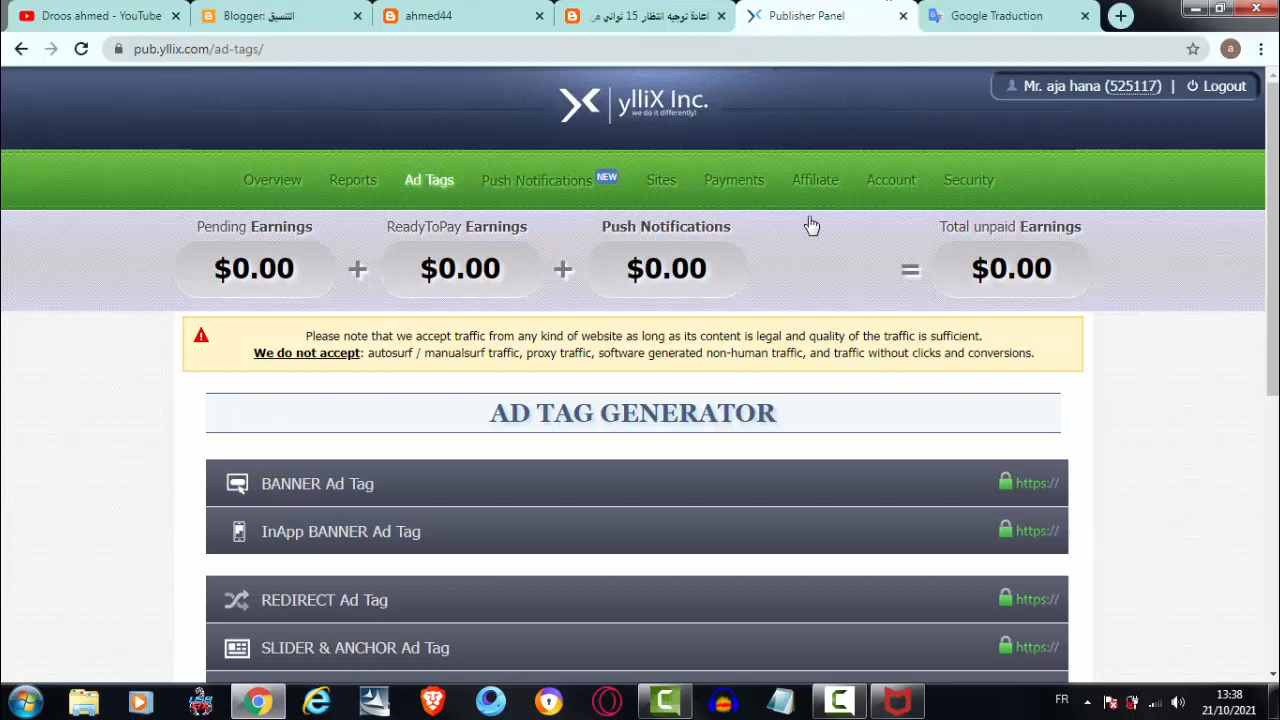 Droos ahmed - YouTube
Blogger: التنسيق
ahmed44
اعادة توجيه انتظار 15 ثواني
Publisher Panel
Google Traduction
pub.yllix.com/ad-tags/
a
ylliX Inc.
we do it differently!
Mr. aja hana (525117) | Logout
Overview Reports Ad Tags Push Notifications NEW Sites Payments Affiliate Account Security
Pending Earnings ReadyToPay Earnings Push Notifications Total unpaid Earnings
$0.00 + $0.00 + $0.00 = $0.00
Please note that we accept traffic from any kind of website as long as its content is legal and quality of the traffic is sufficient.
We do not accept: autosurf / manualsurf traffic, proxy traffic, software generated non-human traffic, and traffic without clicks and conversions.
AD TAG GENERATOR
BANNER Ad Tag https://
InApp BANNER Ad Tag https://
REDIRECT Ad Tag https://
SLIDER & ANCHOR Ad Tag https://
FR
13:38
21/10/2021